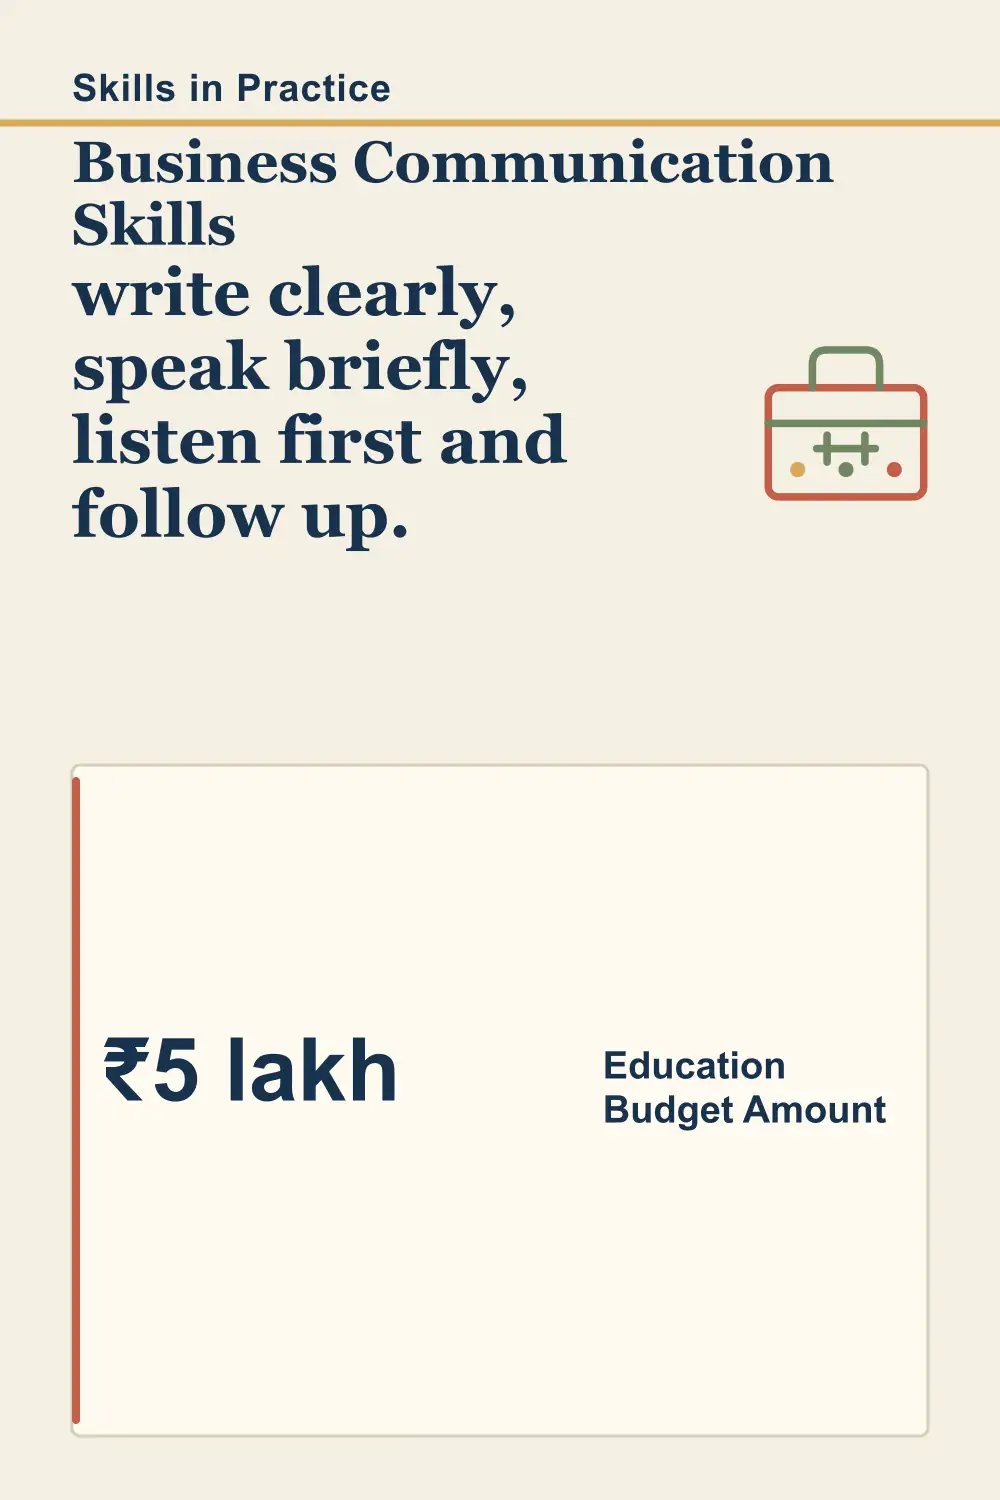 Skills in Practice
Business Communication
Skills
write clearly,
speak briefly,
listen first and
follow up.
₹5 lakh
Education
Budget Amount